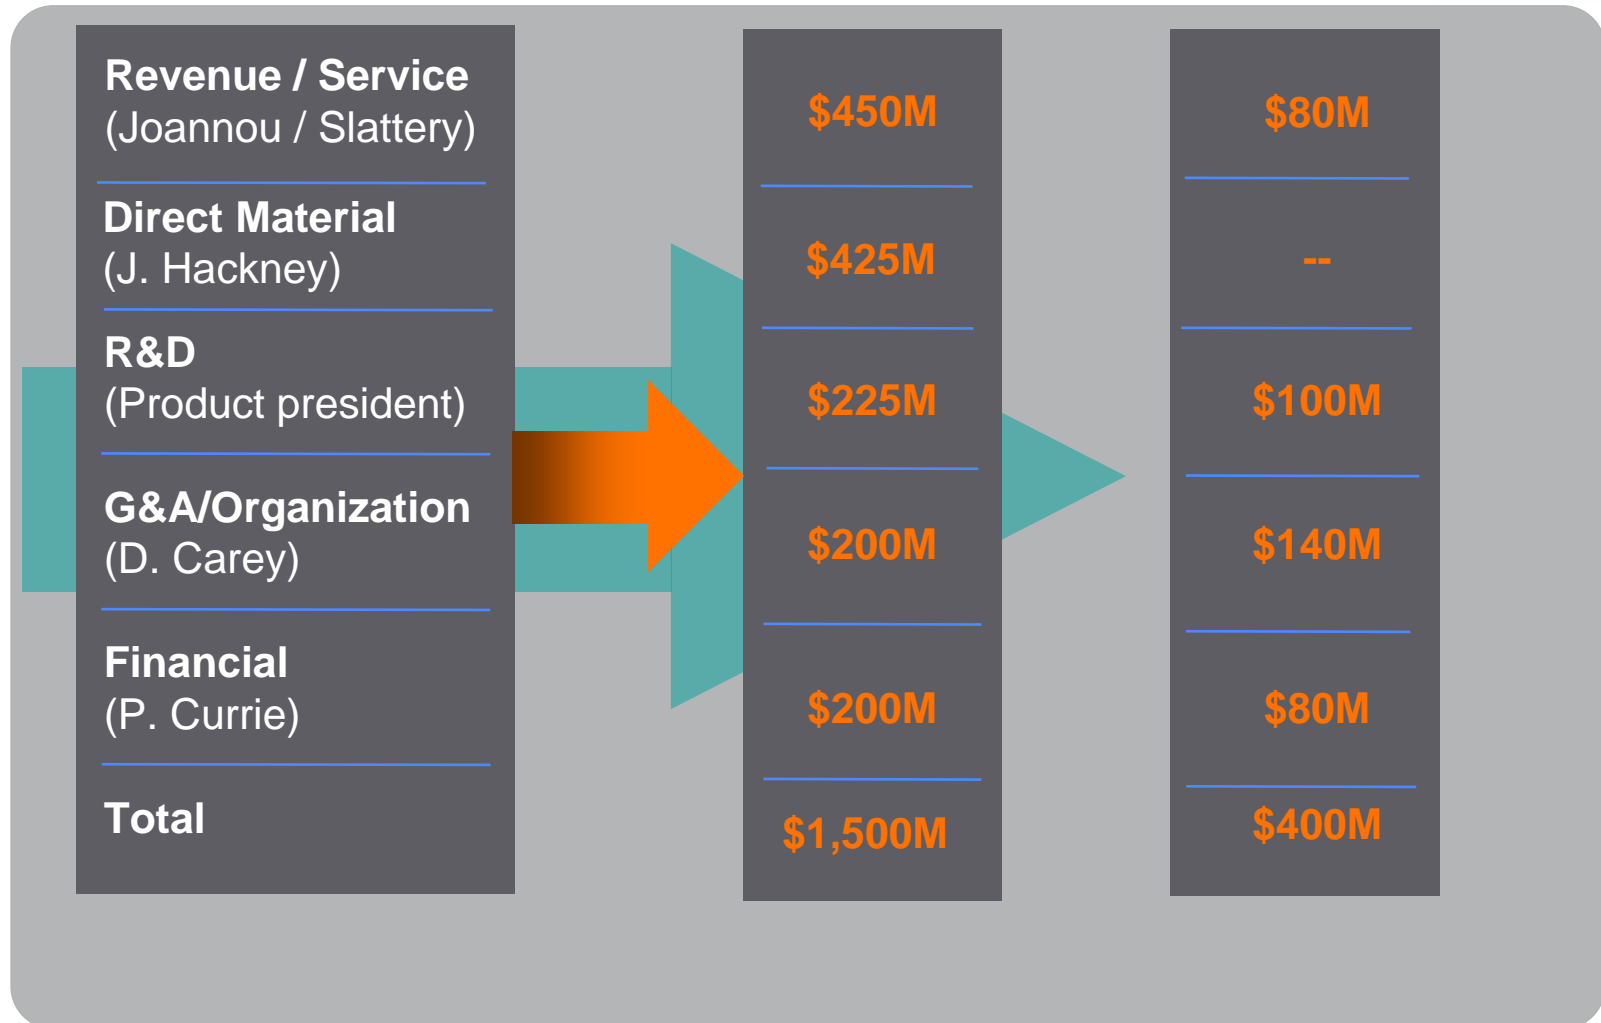 Revenue / Service
(Joannou / Slattery)
$450M
$80M
Direct Material
(J. Hackney)
$425M
--
R&D
(Product president)
$225M
$100M
G&A/Organization
(D. Carey)
$200M
$140M
Financial
(P. Currie)
$200M
$80M
Total
$1,500M
$400M